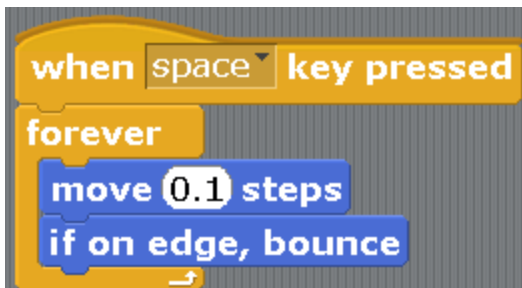 when space key pressed
forever
move 0.1 steps
if on edge, bounce